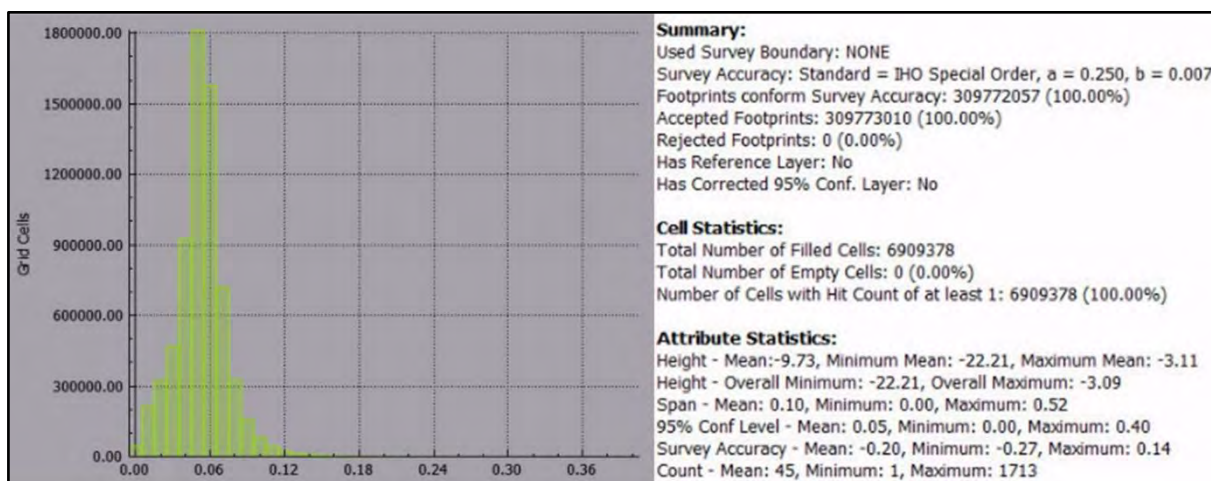 1800000.00
1500000.00
1200000.00
900000.00
600000.00
300000.00
0.00
Grid Cells
0.00 0.06 0.12 0.18 0.24 0.30 0.36
Summary:
Used Survey Boundary: NONE
Survey Accuracy: Standard = IHO Special Order, a = 0.250, b = 0.007
Footprints conform Survey Accuracy: 309772057 (100.00%)
Accepted Footprints: 309773010 (100.00%)
Rejected Footprints: 0 (0.00%)
Has Reference Layer: No
Has Corrected 95% Conf. Layer: No
Cell Statistics:
Total Number of Filled Cells: 6909378
Total Number of Empty Cells: 0 (0.00%)
Number of Cells with Hit Count of at least 1: 6909378 (100.00%)
Attribute Statistics:
Height - Mean:-9.73, Minimum Mean: -22.21, Maximum Mean: -3.11
Height - Overall Minimum: -22.21, Overall Maximum: -3.09
Span - Mean: 0.10, Minimum: 0.00, Maximum: 0.52
95% Conf Level - Mean: 0.05, Minimum: 0.00, Maximum: 0.40
Survey Accuracy - Mean: -0.20, Minimum: -0.27, Maximum: 0.14
Count - Mean: 45, Minimum: 1, Maximum: 1713